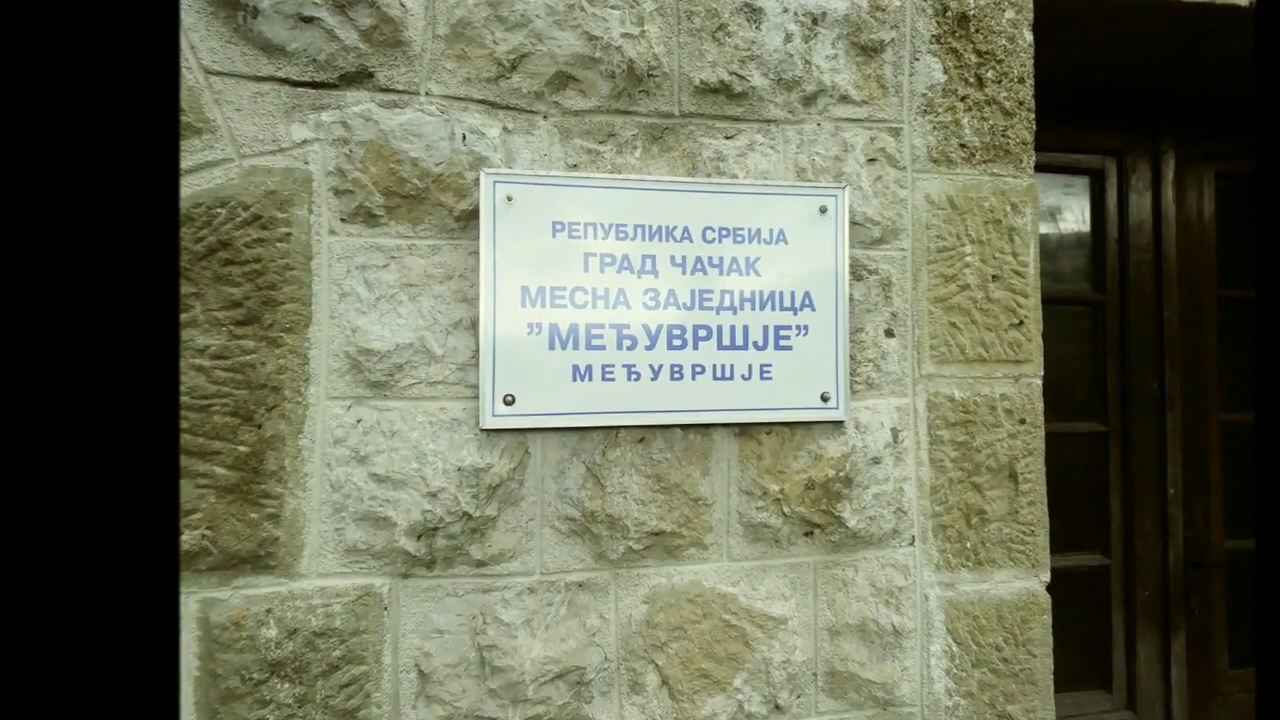 РЕПУБЛИКА СРБИЈА
ГРАД ЧАЧАК
МЕСНА ЗАЈЕДНИЦА
”МЕЂУВРШЈЕ”
МЕЂУВРШЈЕ